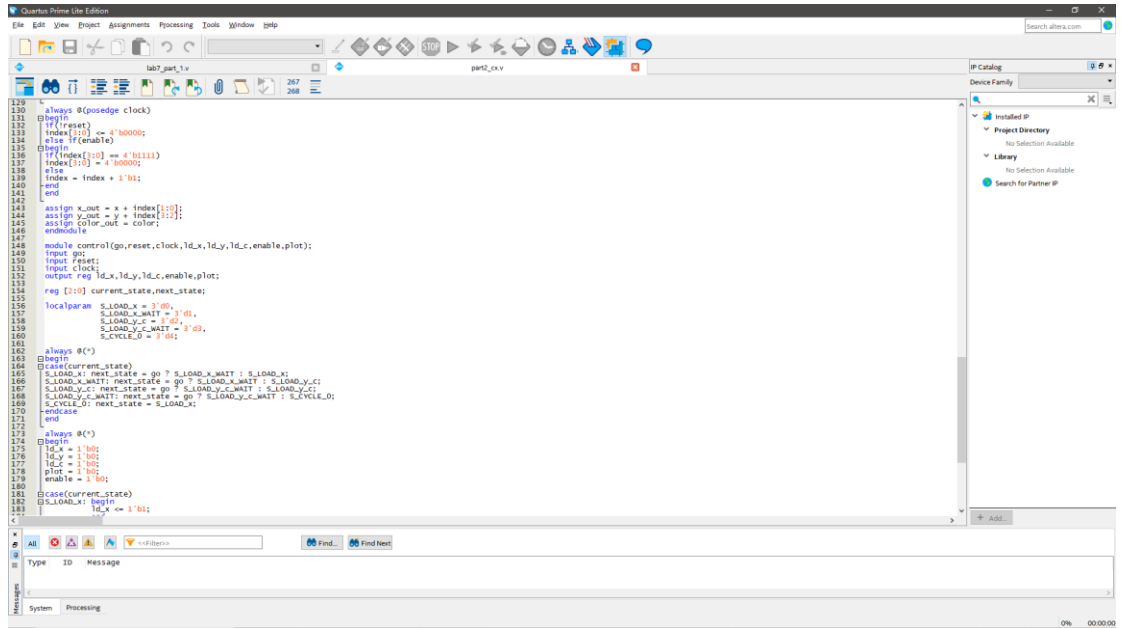 Quartus Prime Lite Edition
File Edit View Project Assignments Processing Tools Window Help
Search altera.com
STOP
lab7_part_1.v
part2_cx.v
IP Catalog
267
268
Device Family
129
130 always @(posedge clock)
131 begin
132 if(!reset)
133 index[3:0] <= 4'b0000;
134 else if(enable)
135 begin
136 if(index[3:0] == 4'b1111)
137 index[3:0] = 4'b0000;
138 else
139 index = index + 1'b1;
140 end
141 end
142
143 assign x_out = x + index[1:0];
144 assign y_out = y + index[3:2];
145 assign color_out = color;
146 endmodule
147
148 module control(go,reset,clock,ld_x,ld_y,ld_c,enable,plot);
149 input go;
150 input reset;
151 input clock;
152 output reg ld_x,ld_y,ld_c,enable,plot;
153
154 reg [2:0] current_state,next_state;
155
156 localparam S_LOAD_x = 3'd0,
157 S_LOAD_x_WAIT = 3'd1,
158 S_LOAD_y_c = 3'd2,
159 S_LOAD_y_c_WAIT = 3'd3,
160 S_CYCLE_0 = 3'd4;
161
162 always @(*)
163 begin
164 case(current_state)
165 S_LOAD_x: next_state = go ? S_LOAD_x_WAIT : S_LOAD_x;
166 S_LOAD_x_WAIT: next_state = go ? S_LOAD_x_WAIT : S_LOAD_y_c;
167 S_LOAD_y_c: next_state = go ? S_LOAD_y_c_WAIT : S_LOAD_y_c;
168 S_LOAD_y_c_WAIT: next_state = go ? S_LOAD_y_c_WAIT : S_CYCLE_0;
169 S_CYCLE_0: next_state = S_LOAD_x;
170 endcase
171 end
172
173 always @(*)
174 begin
175 ld_x = 1'b0;
176 ld_y = 1'b0;
177 ld_c = 1'b0;
178 plot = 1'b0;
179 enable = 1'b0;
180
181 case(current_state)
182 S_LOAD_x: begin
183 ld_x <= 1'b1;
Installed IP
Project Directory
No Selection Available
Library
No Selection Available
Search for Partner IP
+ Add...
All
<<Filter>>
Find...
Find Next
Type ID Message
Messages
System Processing
0% 00:00:00